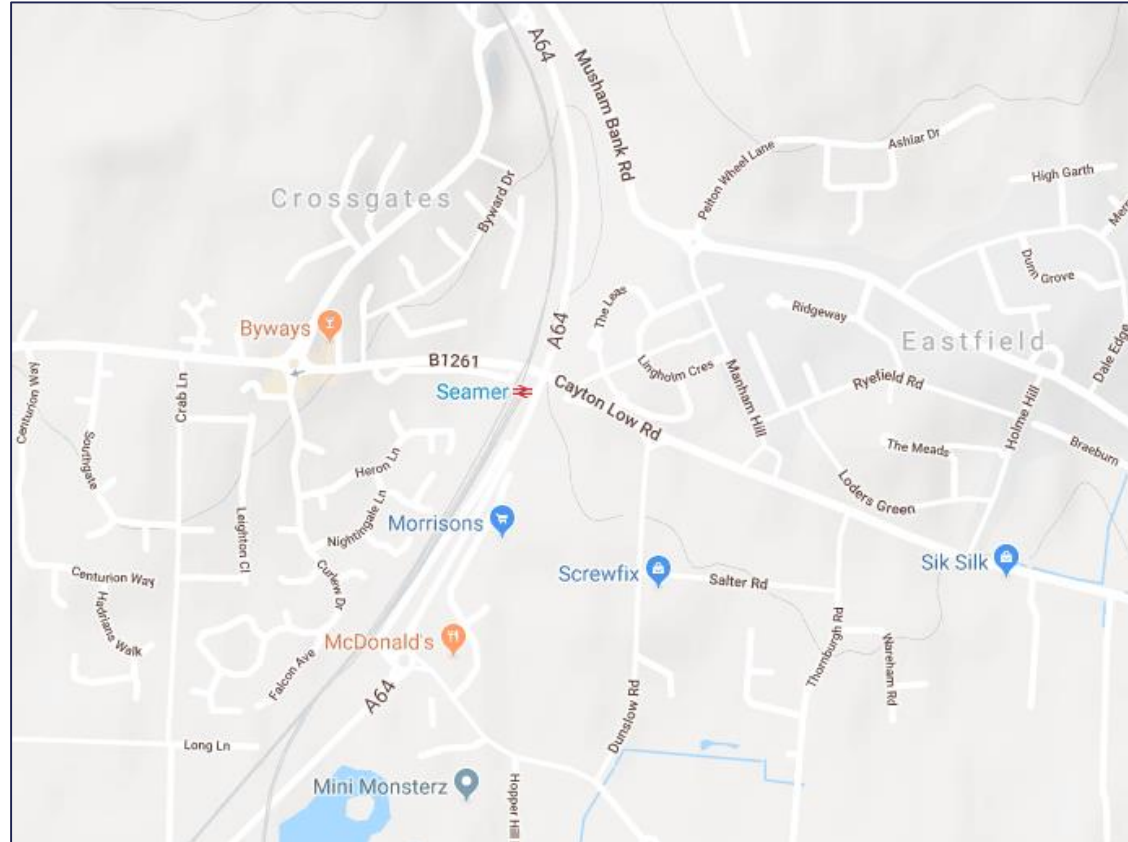 A64
Musham Bank Rd
Ashlar Dr
Pelton Wheel Lane
High Garth
Crossgates
Byward Dr
Dunn Grove
The Leas
Ridgeway
Byways
A64
Eastfield
Dale Edge
B1261
Lingholm Cres
Manham Hill
Ryefield Rd
Seamer
Cayton Low Rd
Centurion Way
Crab Ln
Holme Hill
Southgate
Heron Ln
The Meads
Braeburn
Loders Green
Leighton Cl
Nightingale Ln
Morrisons
Sik Silk
Centurion Way
Curlew Dr
Screwfix
Salter Rd
Hadrians Walk
McDonald's
Thornburgh Rd
Wareham Rd
Falcon Ave
A64
Dunslow Rd
Long Ln
Mini Monsterz
Hopper Hill